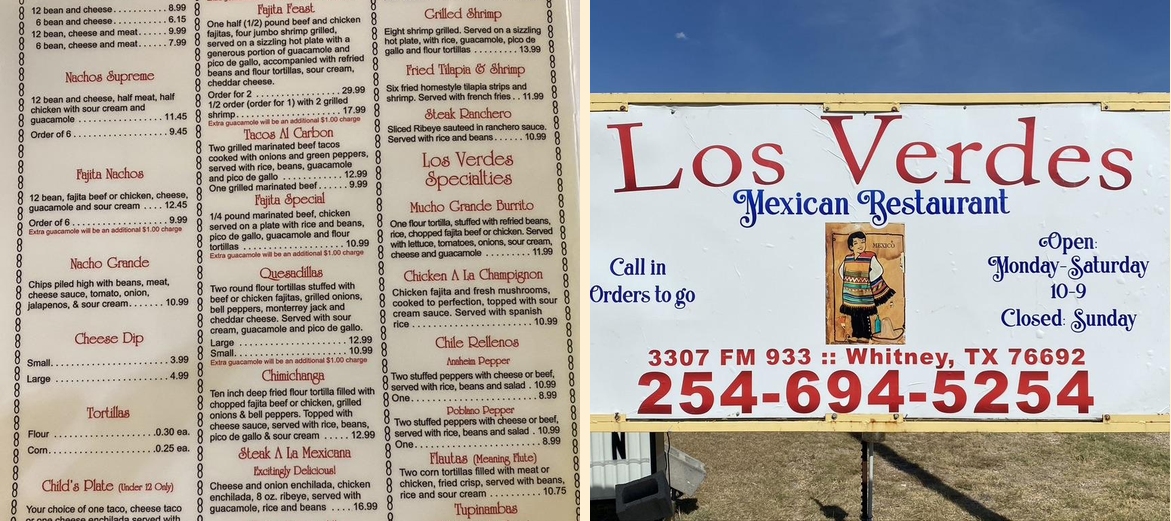 12 bean and cheese........8.99
6 bean and cheese .......6.15
12 bean, cheese and meat....9.99
6 bean, cheese and meat....7.99
Nachos Supreme
12 bean and cheese, half meat, half
chicken with sour cream and
guacamole ..................11.45
Order of 6 ...................9.45
Fajita Nachos
12 bean, fajita beef or chicken, cheese,
guacamole and sour cream ....12.45
Order of 6 ...................9.99
Extra guacamole will be an additional $1.00 charge
Nacho Grande
Chips piled high with beans, meat,
cheese sauce, tomato, onion,
jalapenos, & sour cream.......10.99
Cheese Dip
Small.......................3.99
Large .......................4.99
Tortillas
Flour ....................0.30 ea.
Corn.....................0.25 ea.
Child's Plate (Under 12 Only)
Your choice of one taco, cheese taco
or one cheese enchilada served with
Fajita Feast
One half (1/2) pound beef and chicken
fajitas, four jumbo shrimp grilled,
served on a sizzling hot plate with a
generous portion of guacamole and
pico de gallo, accompanied with refried
beans and flour tortillas, sour cream,
cheddar cheese.
Order for 2 .................29.99
1/2 order (order for 1) with 2 grilled
shrimp.....................17.99
Extra guacamole will be an additional $1.00 charge
Tacos Al Carbon
Two grilled marinated beef tacos
cooked with onions and green peppers,
served with rice, beans, guacamole
and pico de gallo ............12.99
One grilled marinated beef.....9.99
Fajita Special
1/4 pound marinated beef, chicken
served on a plate with rice and beans,
pico de gallo, guacamole and flour
tortillas ....................10.99
Extra guacamole will be an additional $1.00 charge
Quesadillas
Two round flour tortillas stuffed with
beef or chicken fajitas, grilled onions,
bell peppers, monterrey jack and
cheddar cheese. Served with sour
cream, guacamole and pico de gallo.
Large .....................12.99
Small.....................10.99
Extra guacamole will be an additional $1.00 charge
Chimichanga
Ten inch deep fried flour tortilla filled with
chopped fajita beef or chicken, grilled
onions & bell peppers. Topped with
cheese sauce, served with rice, beans,
pico de gallo & sour cream .....12.99
Steak A La Mexicana
Excitingly Delicious!
Cheese and onion enchilada, chicken
enchilada, 8 oz. ribeye, served with
guacamole, rice and beans ....16.99
Grilled Shrimp
Eight shrimp grilled. Served on a sizzling
hot plate, with rice, guacamole, pico de
gallo and flour tortillas ..........13.99
Fried Tilapia & Shrimp
Six fried homestyle tilapia strips and
shrimp. Served with french fries ..11.99
Steak Ranchero
Sliced Ribeye sauteed in ranchero sauce.
Served with rice and beans.......10.99
Los Verdes
Specialties
Mucho Grande Burrito
One flour tortilla, stuffed with refried beans,
rice, chopped fajita beef or chicken. Served
with lettuce, tomatoes, onions, sour cream,
cheese and guacamole .........11.99
Chicken A La Champignon
Chicken fajita and fresh mushrooms,
cooked to perfection, topped with sour
cream sauce. Served with spanish
rice ........................10.99
Chile Rellenos
Anaheim Pepper
Two stuffed peppers with cheese or beef,
served with rice, beans and salad .10.99
One........................8.99
Poblano Pepper
Two stuffed peppers with cheese or beef,
served with rice, beans and salad .10.99
One........................8.99
Flautas (Meaning Flute)
Two corn tortillas filled with meat or
chicken, fried crisp, served with beans,
rice and sour cream ..........10.75
Tupinambas
Los Verdes
Mexican Restaurant
MEXICO
Call in
Orders to go
Open:
Monday-Saturday
10-9
Closed: Sunday
3307 FM 933 :: Whitney, TX 76692
254-694-5254
N